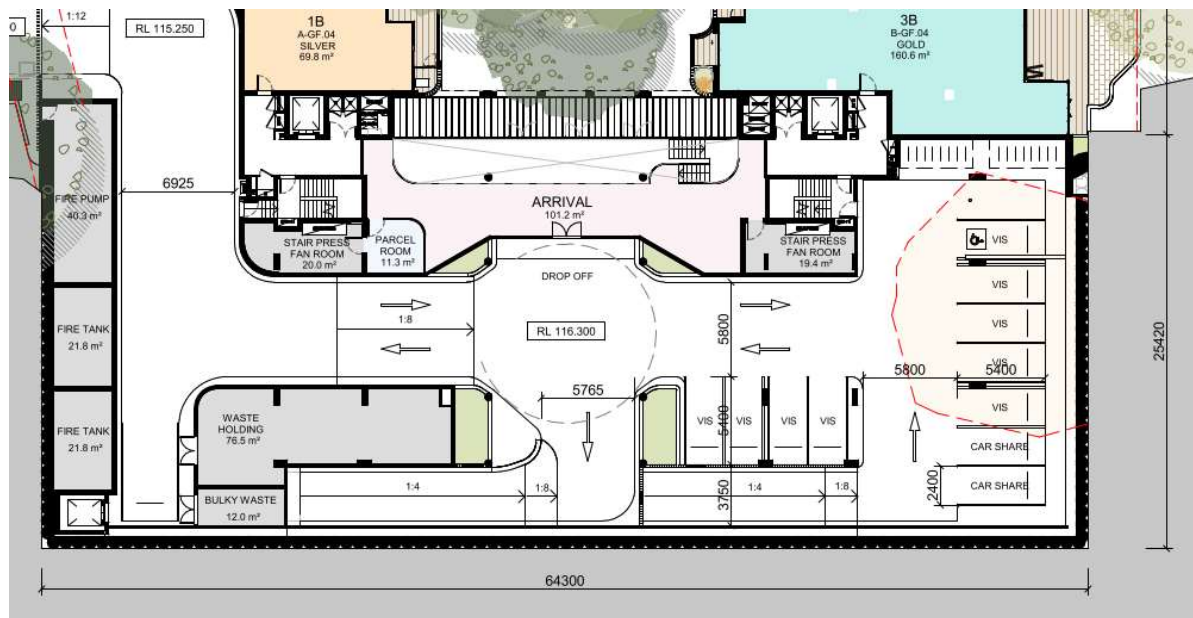 1:12
RL 115.250
1B
A-GF.04
SILVER
69.8 m²
3B
B-GF.04
GOLD
160.6 m²
6925
FIRE PUMP
40.3 m²
ARRIVAL
101.2 m²
STAIR PRESS
FAN ROOM
20.0 m²
PARCEL
ROOM
11.3 m²
STAIR PRESS
FAN ROOM
19.4 m²
VIS
DROP OFF
VIS
1:8
RL 116.300
5800
VIS
FIRE TANK
21.8 m²
25420
VIS
5765
5800
5400
VIS
WASTE
HOLDING
76.5 m²
VIS
VIS
VIS
VIS
5400
FIRE TANK
21.8 m²
CAR SHARE
1:4
1:8
1:4
1:8
2400
CAR SHARE
BULKY WASTE
12.0 m²
3750
64300